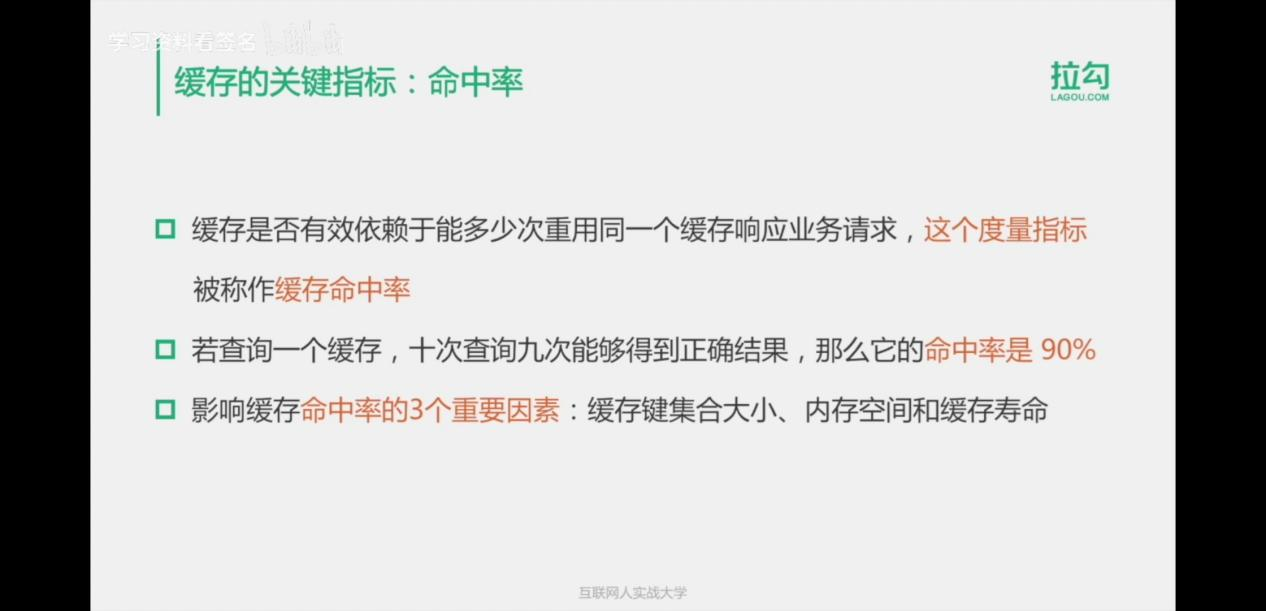 学习资料看签名
缓存的关键指标：命中率
拉勾
LAGOU.COM
缓存是否有效依赖于能多少次重用同一个缓存响应业务请求，这个度量指标
被称作缓存命中率
若查询一个缓存，十次查询九次能够得到正确结果，那么它的命中率是 90%
影响缓存命中率的3个重要因素：缓存键集合大小、内存空间和缓存寿命
互联网人实战大学